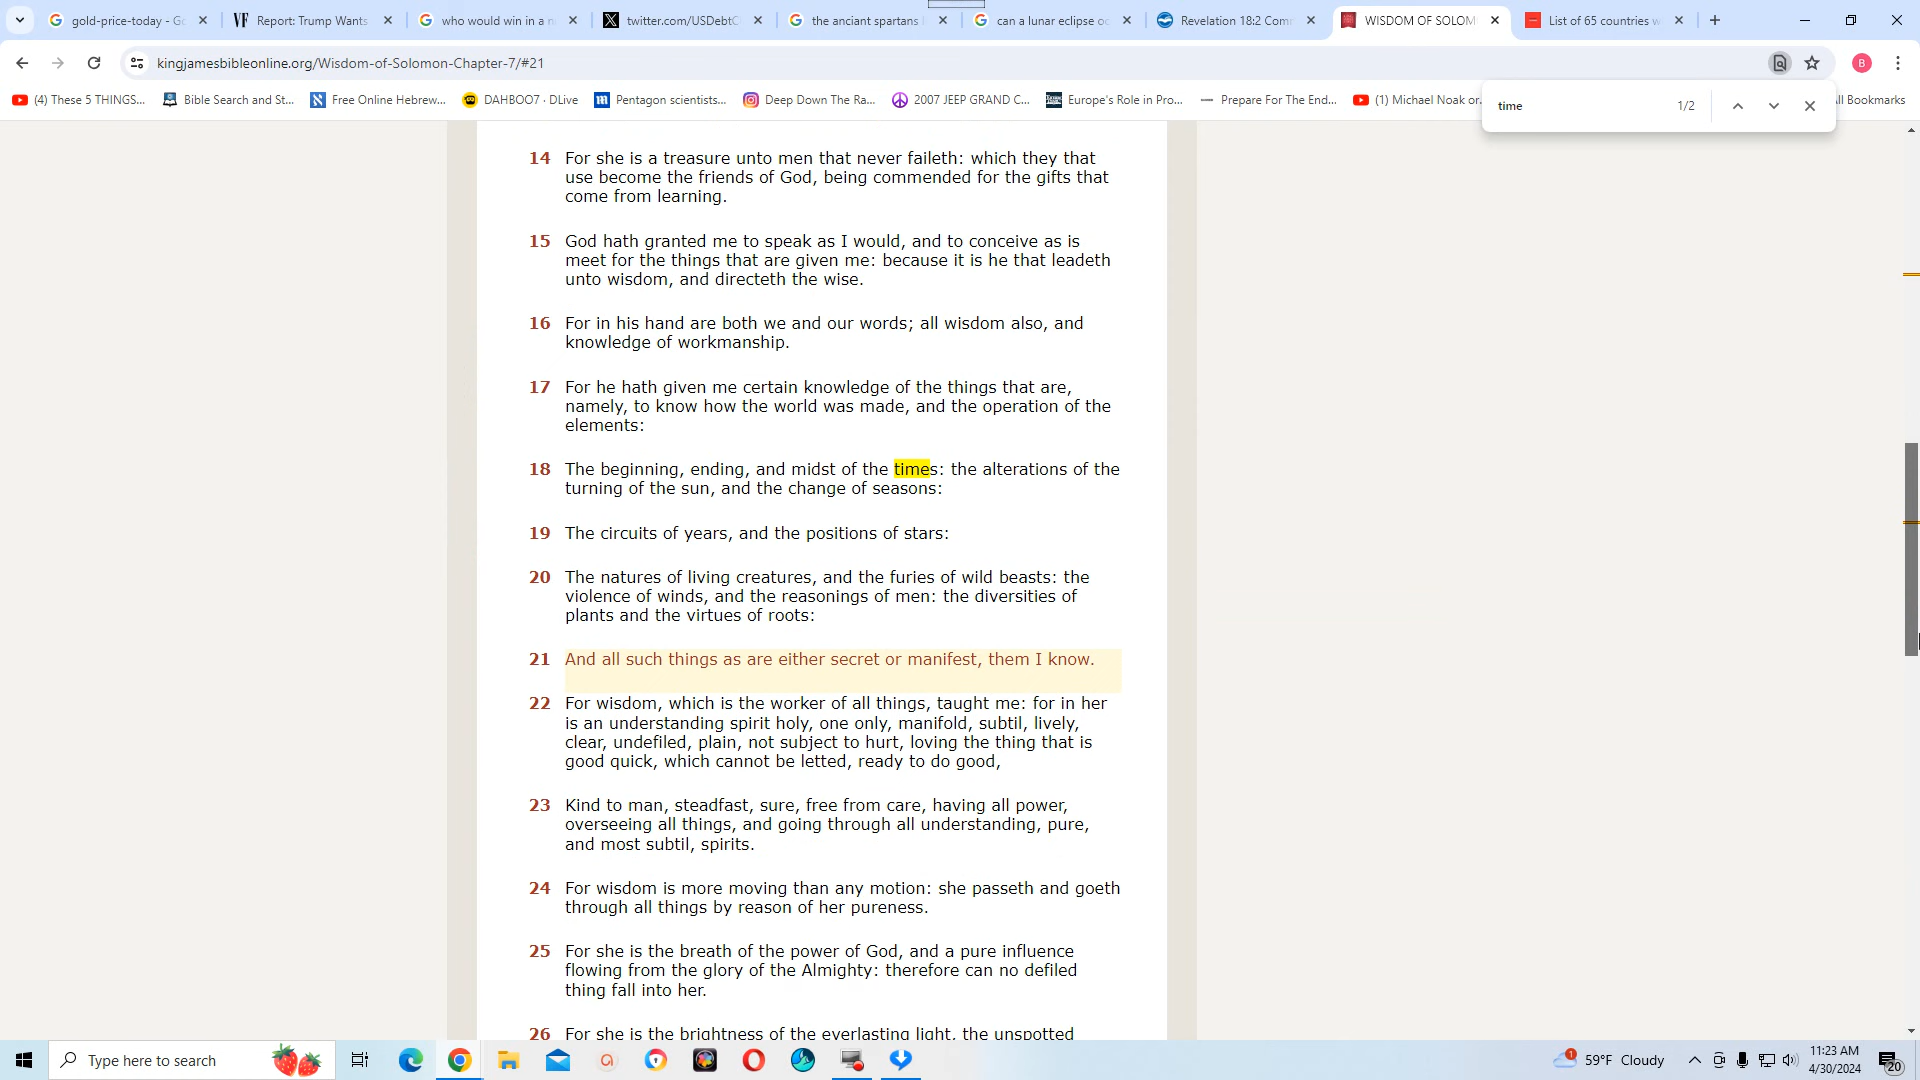 gold-price-today - Go
Report: Trump Wants
who would win in a n
twitter.com/USDebtC
the anciant spartans
can a lunar eclipse oc
Revelation 18:2 Com
WISDOM OF SOLOM
List of 65 countries w
kingjamesbibleonline.org/Wisdom-of-Solomon-Chapter-7/#21
B
(4) These 5 THINGS...
Bible Search and St...
Free Online Hebrew...
DAHBOO7 · DLive
Pentagon scientists...
Deep Down The Ra...
2007 JEEP GRAND C...
Europe's Role in Pro...
Prepare For The End...
(1) Michael Noak or
ll Bookmarks
time
1/2
14 For she is a treasure unto men that never faileth: which they that
use become the friends of God, being commended for the gifts that
come from learning.
15 God hath granted me to speak as I would, and to conceive as is
meet for the things that are given me: because it is he that leadeth
unto wisdom, and directeth the wise.
16 For in his hand are both we and our words; all wisdom also, and
knowledge of workmanship.
17 For he hath given me certain knowledge of the things that are,
namely, to know how the world was made, and the operation of the
elements:
18 The beginning, ending, and midst of the times: the alterations of the
turning of the sun, and the change of seasons:
19 The circuits of years, and the positions of stars:
20 The natures of living creatures, and the furies of wild beasts: the
violence of winds, and the reasonings of men: the diversities of
plants and the virtues of roots:
21 And all such things as are either secret or manifest, them I know.
22 For wisdom, which is the worker of all things, taught me: for in her
is an understanding spirit holy, one only, manifold, subtil, lively,
clear, undefiled, plain, not subject to hurt, loving the thing that is
good quick, which cannot be letted, ready to do good,
23 Kind to man, steadfast, sure, free from care, having all power,
overseeing all things, and going through all understanding, pure,
and most subtil, spirits.
24 For wisdom is more moving than any motion: she passeth and goeth
through all things by reason of her pureness.
25 For she is the breath of the power of God, and a pure influence
flowing from the glory of the Almighty: therefore can no defiled
thing fall into her.
26 For she is the brightness of the everlasting light, the unspotted
Type here to search
1
59°F Cloudy
11:23 AM
4/30/2024
20